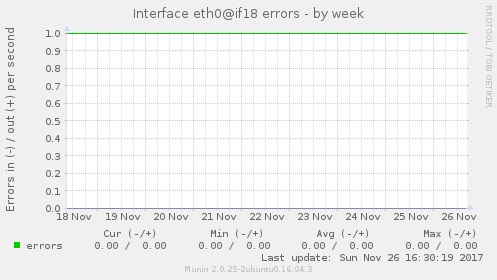 Interface eth0@if18 errors - by week
RRDTOOL / TOBI OETIKER
Errors in (-) / out (+) per second
1.0
0.9
0.8
0.7
0.6
0.5
0.4
0.3
0.2
0.1
0.0
18 Nov 19 Nov 20 Nov 21 Nov 22 Nov 23 Nov 24 Nov 25 Nov 26 Nov
Cur (-/+) Min (-/+) Avg (-/+) Max (-/+)
errors 0.00 / 0.00 0.00 / 0.00 0.00 / 0.00 0.00 / 0.00
Last update: Sun Nov 26 16:30:19 2017
Munin 2.0.25-2ubuntu0.16.04.3